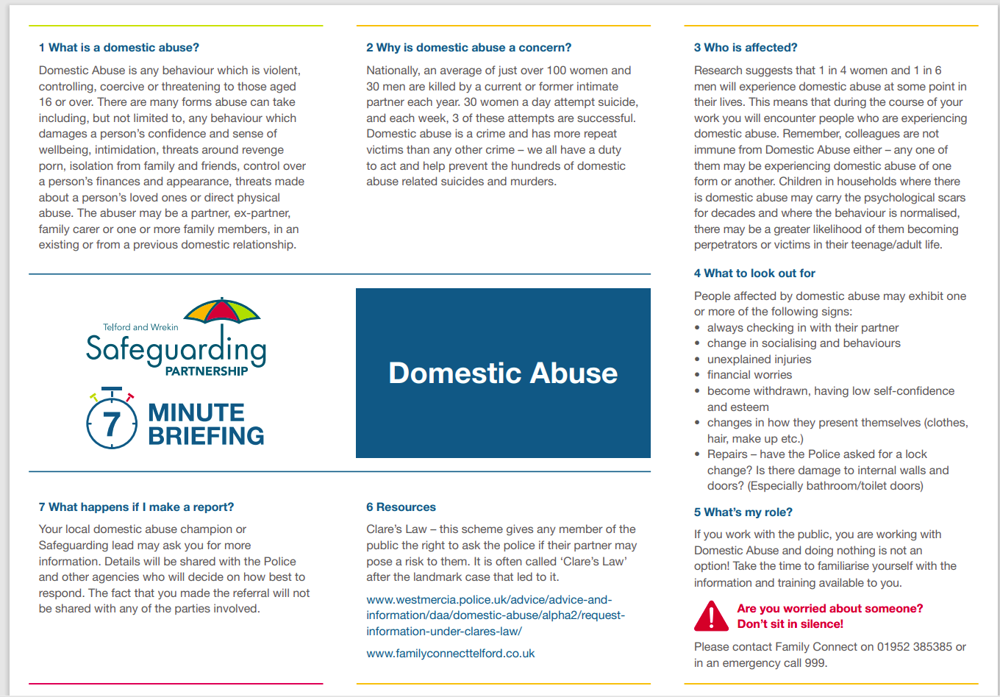 1 What is a domestic abuse?
Domestic Abuse is any behaviour which is violent,
controlling, coercive or threatening to those aged
16 or over. There are many forms abuse can take
including, but not limited to, any behaviour which
damages a person's confidence and sense of
wellbeing, intimidation, threats around revenge
porn, isolation from family and friends, control over
a person's finances and appearance, threats made
about a person's loved ones or direct physical
abuse. The abuser may be a partner, ex-partner,
family carer or one or more family members, in an
existing or from a previous domestic relationship.
2 Why is domestic abuse a concern?
Nationally, an average of just over 100 women and
30 men are killed by a current or former intimate
partner each year. 30 women a day attempt suicide,
and each week, 3 of these attempts are successful.
Domestic abuse is a crime and has more repeat
victims than any other crime – we all have a duty
to act and help prevent the hundreds of domestic
abuse related suicides and murders.
3 Who is affected?
Research suggests that 1 in 4 women and 1 in 6
men will experience domestic abuse at some point in
their lives. This means that during the course of your
work you will encounter people who are experiencing
domestic abuse. Remember, colleagues are not
immune from Domestic Abuse either – any one of
them may be experiencing domestic abuse of one
form or another. Children in households where there
is domestic abuse may carry the psychological scars
for decades and where the behaviour is normalised,
there may be a greater likelihood of them becoming
perpetrators or victims in their teenage/adult life.
4 What to look out for
People affected by domestic abuse may exhibit one
or more of the following signs:
• always checking in with their partner
• change in socialising and behaviours
• unexplained injuries
• financial worries
• become withdrawn, having low self-confidence
and esteem
• changes in how they present themselves (clothes,
hair, make up etc.)
• Repairs – have the Police asked for a lock
change? Is there damage to internal walls and
doors? (Especially bathroom/toilet doors)
5 What's my role?
If you work with the public, you are working with
Domestic Abuse and doing nothing is not an
option! Take the time to familiarise yourself with the
information and training available to you.
! Are you worried about someone?
Don't sit in silence!
Please contact Family Connect on 01952 385385 or
in an emergency call 999.
Telford and Wrekin
Safeguarding
PARTNERSHIP
7 MINUTE
BRIEFING
Domestic Abuse
7 What happens if I make a report?
Your local domestic abuse champion or
Safeguarding lead may ask you for more
information. Details will be shared with the Police
and other agencies who will decide on how best to
respond. The fact that you made the referral will not
be shared with any of the parties involved.
6 Resources
Clare's Law – this scheme gives any member of the
public the right to ask the police if their partner may
pose a risk to them. It is often called 'Clare's Law'
after the landmark case that led to it.
www.westmercia.police.uk/advice/advice-and-
information/daa/domestic-abuse/alpha2/request-
information-under-clares-law/
www.familyconnecttelford.co.uk